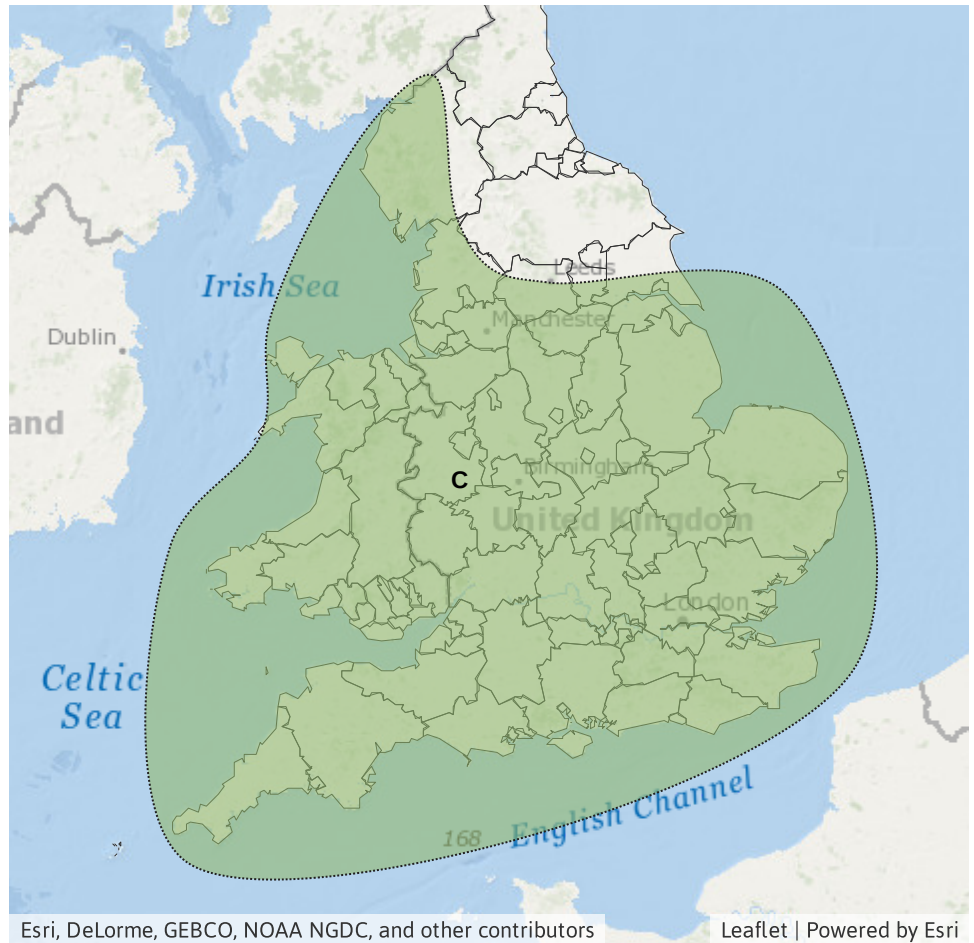 Leeds
Irish Sea
Manchester
Dublin
and
Birmingham
C
United Kingdom
London
Celtic
Sea
English Channel
168
Esri, DeLorme, GEBCO, NOAA NGDC, and other contributors
Leaflet | Powered by Esri